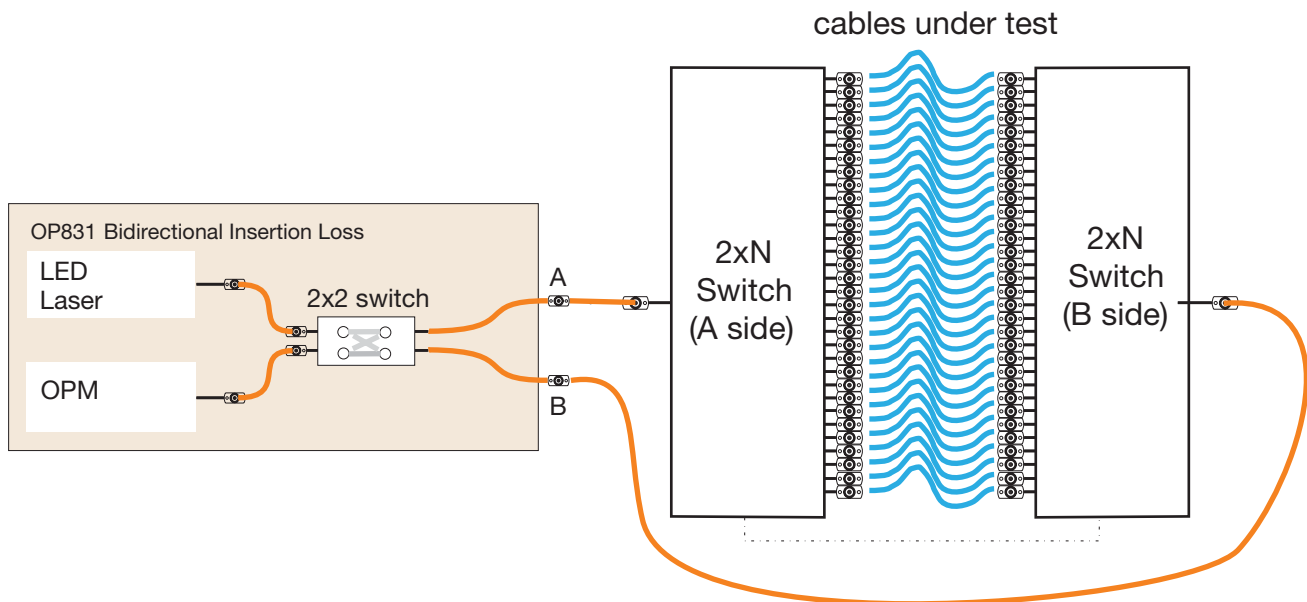 cables under test
OP831 Bidirectional Insertion Loss
LED
Laser
2x2 switch
OPM
A
B
2xN
Switch
(A side)
2xN
Switch
(B side)